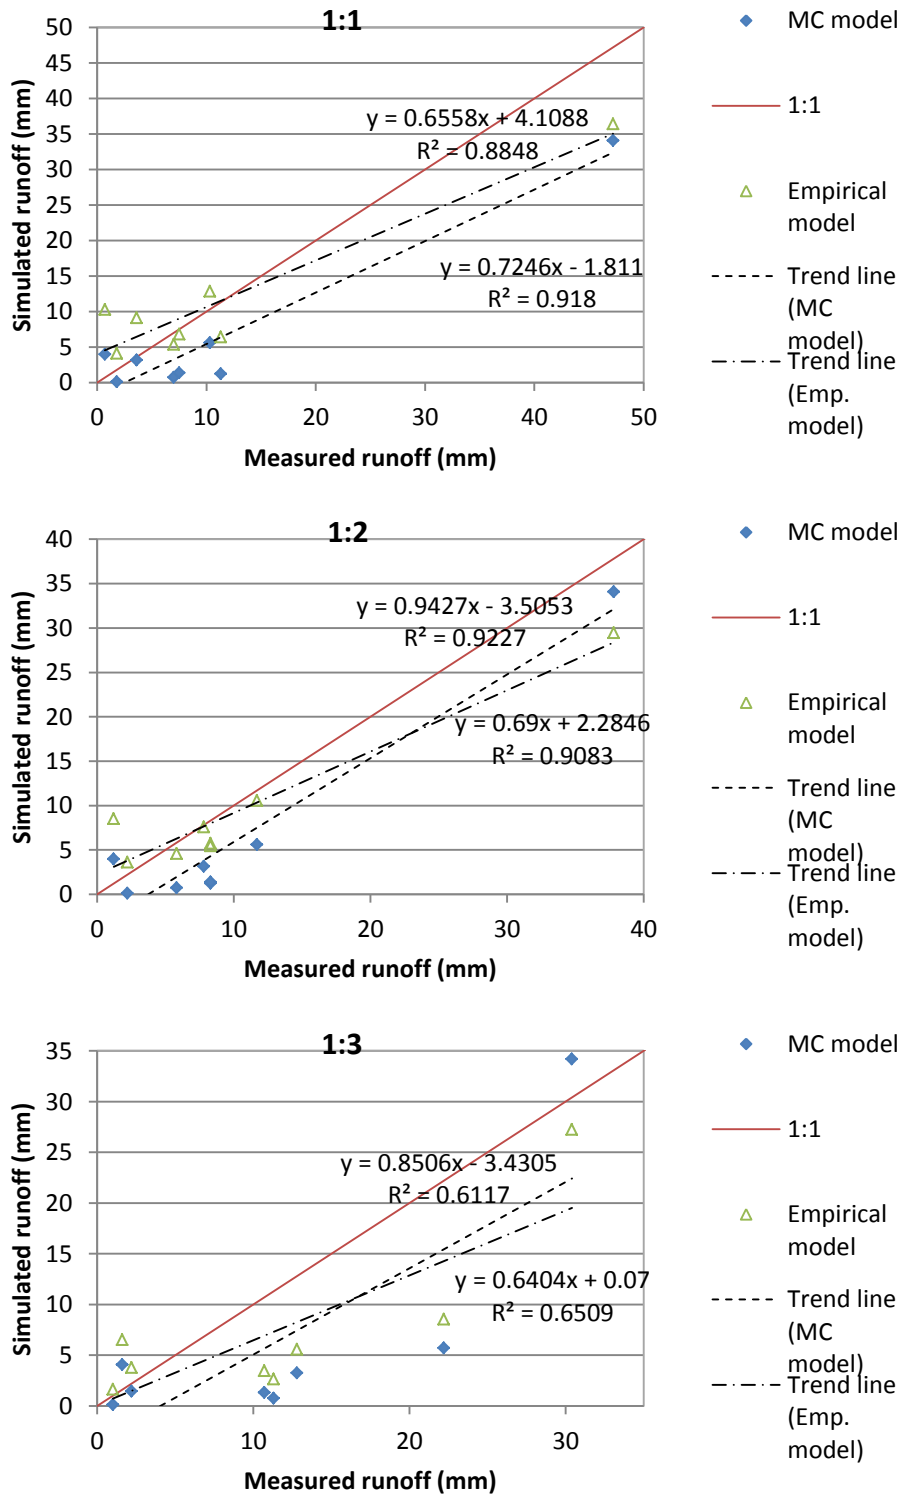 1:1
Simulated runoff (mm)
50
45
40
35
30
25
20
15
10
5
0
y = 0.6558x + 4.1088
R² = 0.8848
y = 0.7246x - 1.811
R² = 0.918
0 10 20 30 40 50
Measured runoff (mm)
MC model
1:1
Empirical
model
Trend line
(MC
model)
Trend line
(Emp.
model)
1:2
Simulated runoff (mm)
40
35
30
25
20
15
10
5
0
y = 0.9427x - 3.5053
R² = 0.9227
y = 0.69x + 2.2846
R² = 0.9083
0 10 20 30 40
Measured runoff (mm)
MC model
1:1
Empirical
model
Trend line
(MC
model)
Trend line
(Emp.
model)
1:3
Simulated runoff (mm)
35
30
25
20
15
10
5
0
y = 0.8506x - 3.4305
R² = 0.6117
y = 0.6404x + 0.07
R² = 0.6509
0 10 20 30
Measured runoff (mm)
MC model
1:1
Empirical
model
Trend line
(MC
model)
Trend line
(Emp.
model)